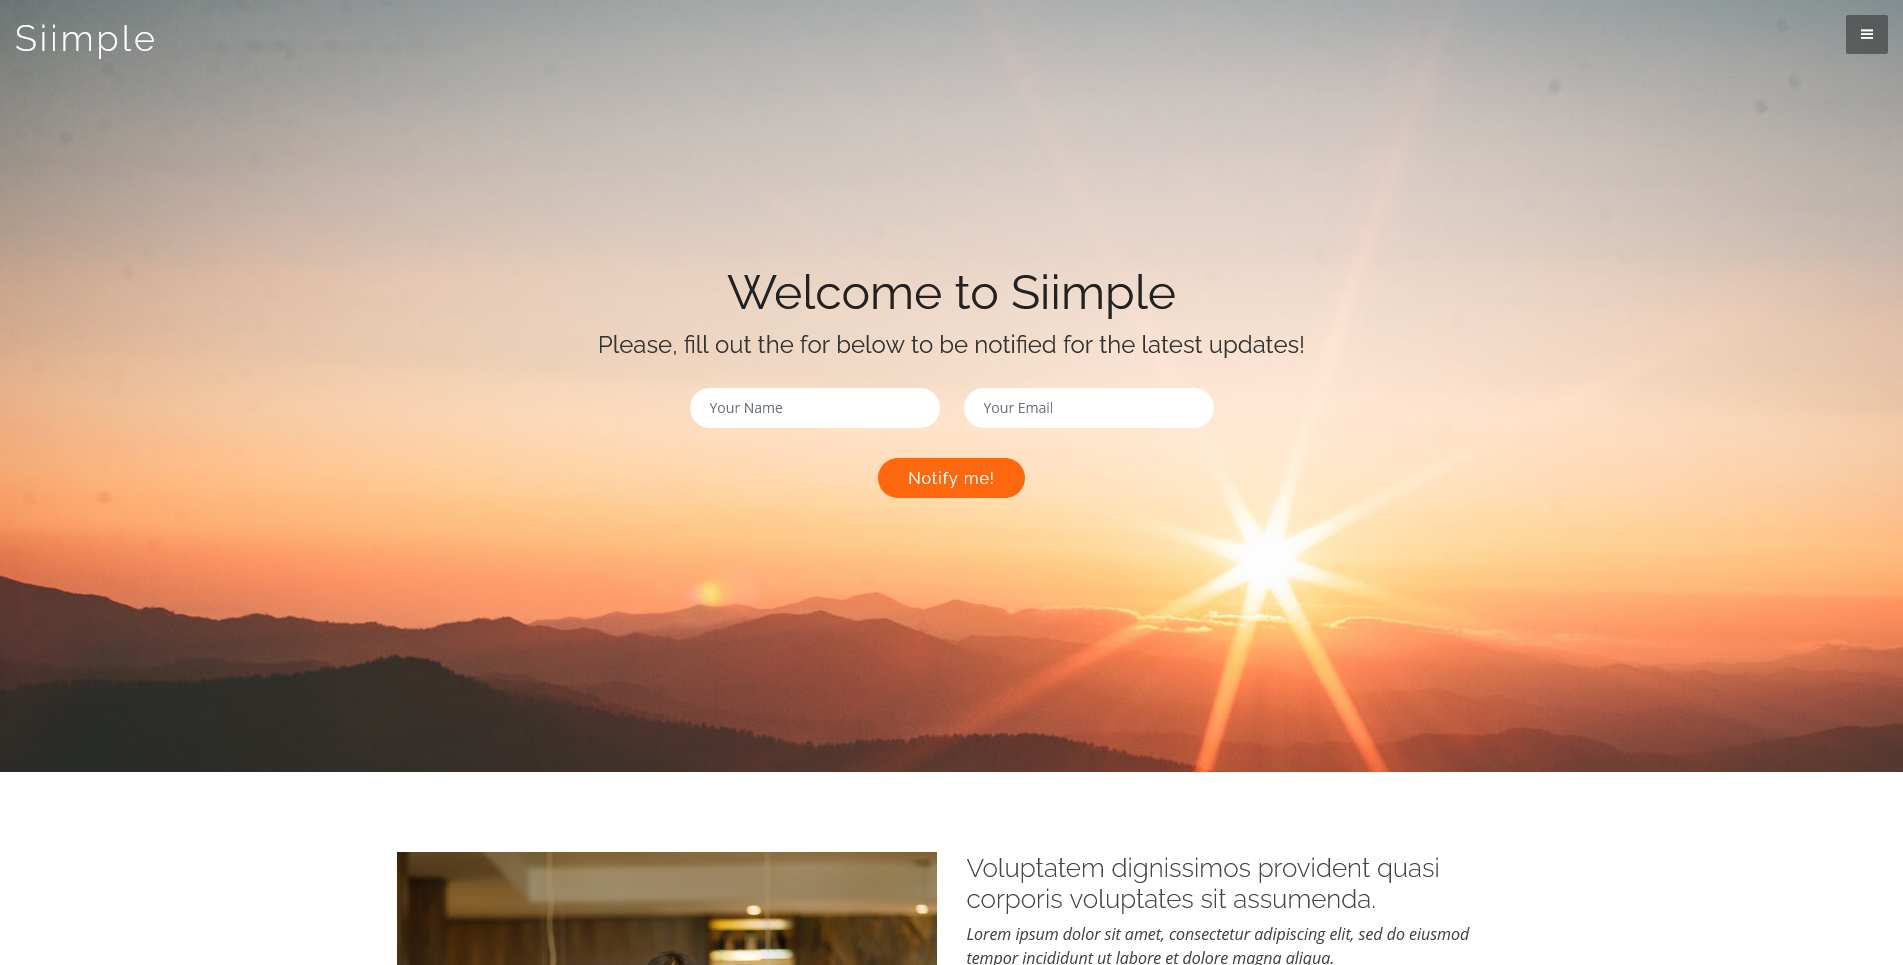 Siimple
Welcome to Siimple
Please, fill out the for below to be notified for the latest updates!
Your Name
Your Email
Notify me!
Voluptatem dignissimos provident quasi
corporis voluptates sit assumenda.
Lorem ipsum dolor sit amet, consectetur adipiscing elit, sed do eiusmod
tempor incididunt ut labore et dolore magna aliqua.